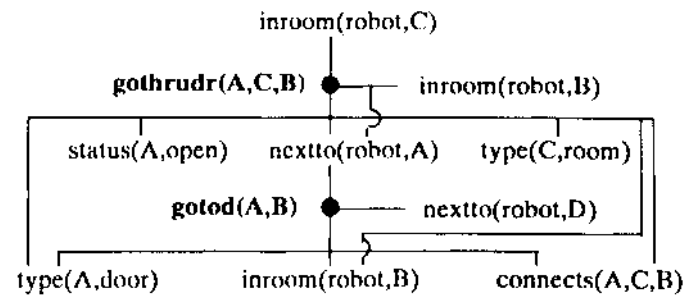 inroom(robot,C)
gothrudr(A,C,B) inroom(robot,B)
status(A,open) nextto(robot,A) type(C,room)
gotod(A,B) nextto(robot,D)
type(A,door) inroom(robot,B) connects(A,C,B)